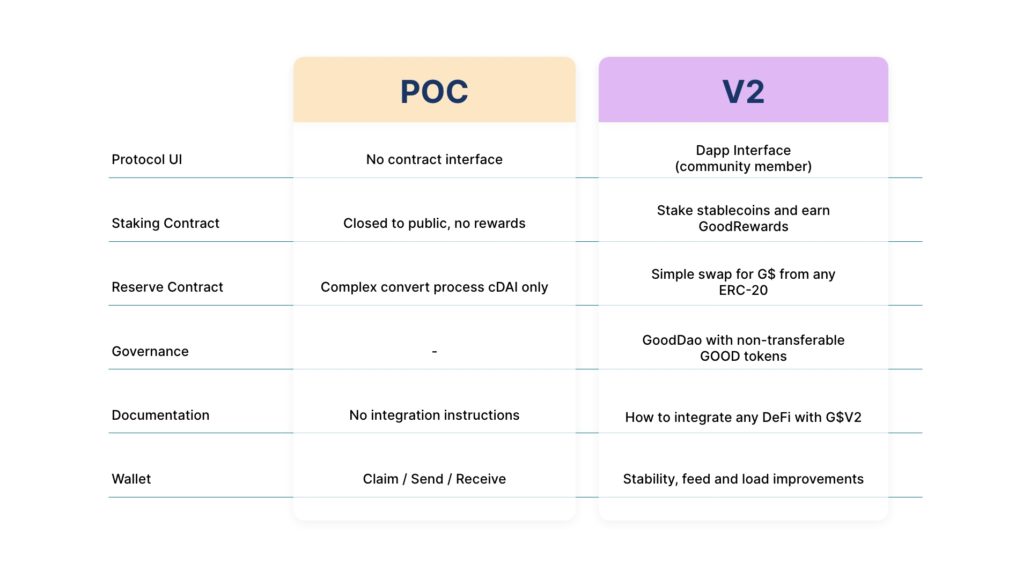 POC
V2
Protocol UI
No contract interface
Dapp Interface
(community member)
Staking Contract
Closed to public, no rewards
Stake stablecoins and earn
GoodRewards
Reserve Contract
Complex convert process cDAI only
Simple swap for G$ from any
ERC-20
Governance
-
GoodDao with non-transferable
GOOD tokens
Documentation
No integration instructions
How to integrate any DeFi with G$V2
Wallet
Claim / Send / Receive
Stability, feed and load improvements